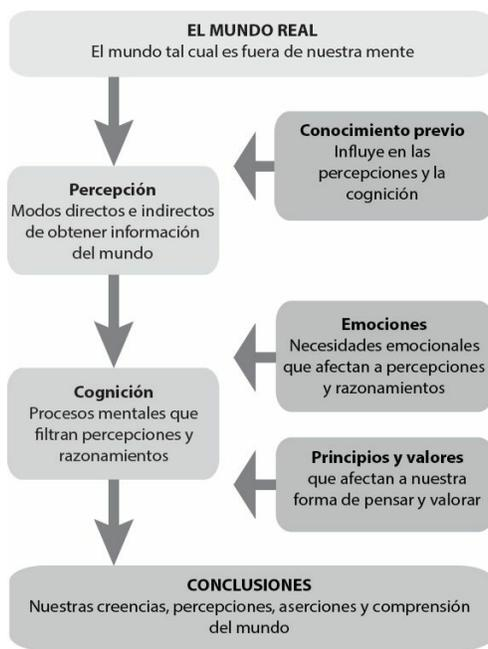 EL MUNDO REAL
El mundo tal cual es fuera de nuestra mente
Conocimiento previo
Influye en las
percepciones y la
cognición
Percepción
Modos directos e indirectos
de obtener información
del mundo
Emociones
Necesidades emocionales
que afectan a percepciones
y razonamientos
Cognición
Procesos mentales que
filtran percepciones y
razonamientos
Principios y valores
que afectan a nuestra
forma de pensar y valorar
CONCLUSIONES
Nuestras creencias, percepciones, aserciones y comprensión
del mundo